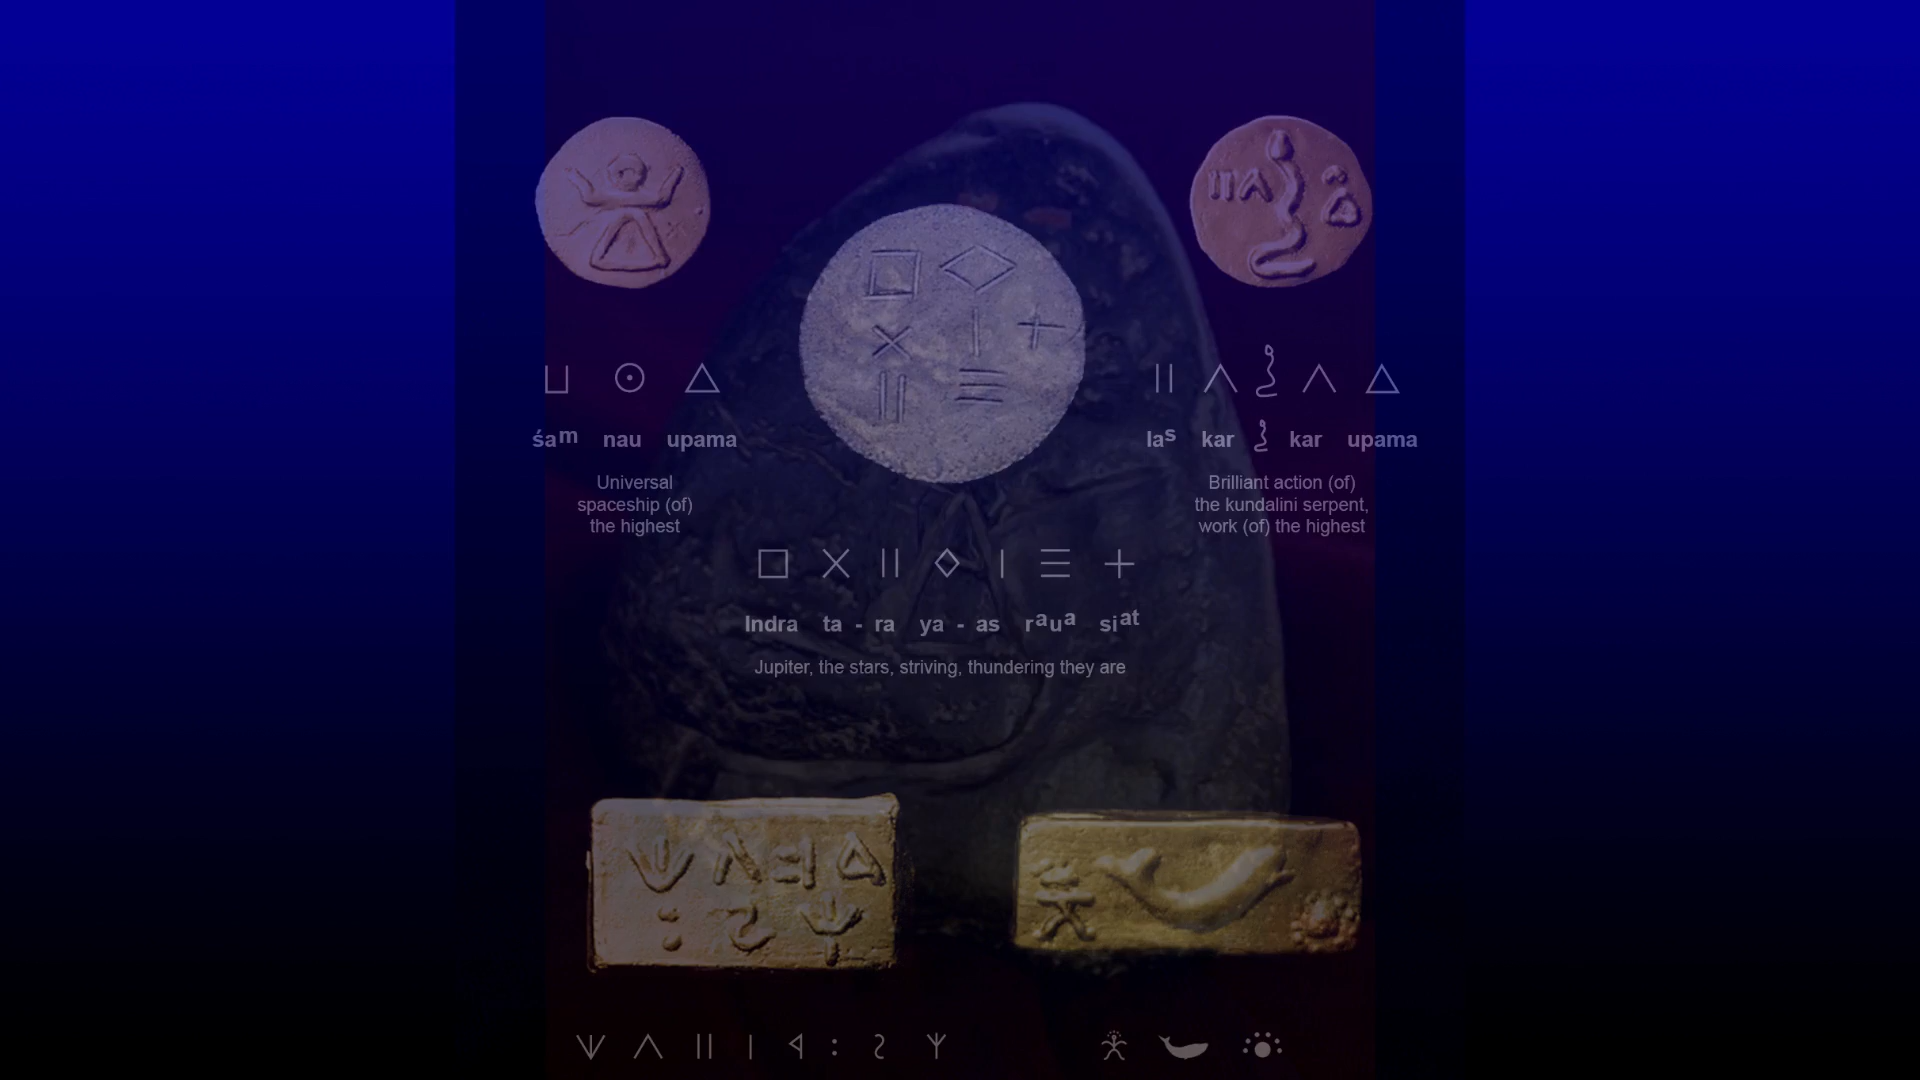 śam nau upama
Universal
spaceship (of)
the highest
las kar kar upama
Brilliant action (of)
the kundalini serpent,
work (of) the highest
Indra ta - ra ya - as raua siat
Jupiter, the stars, striving, thundering they are